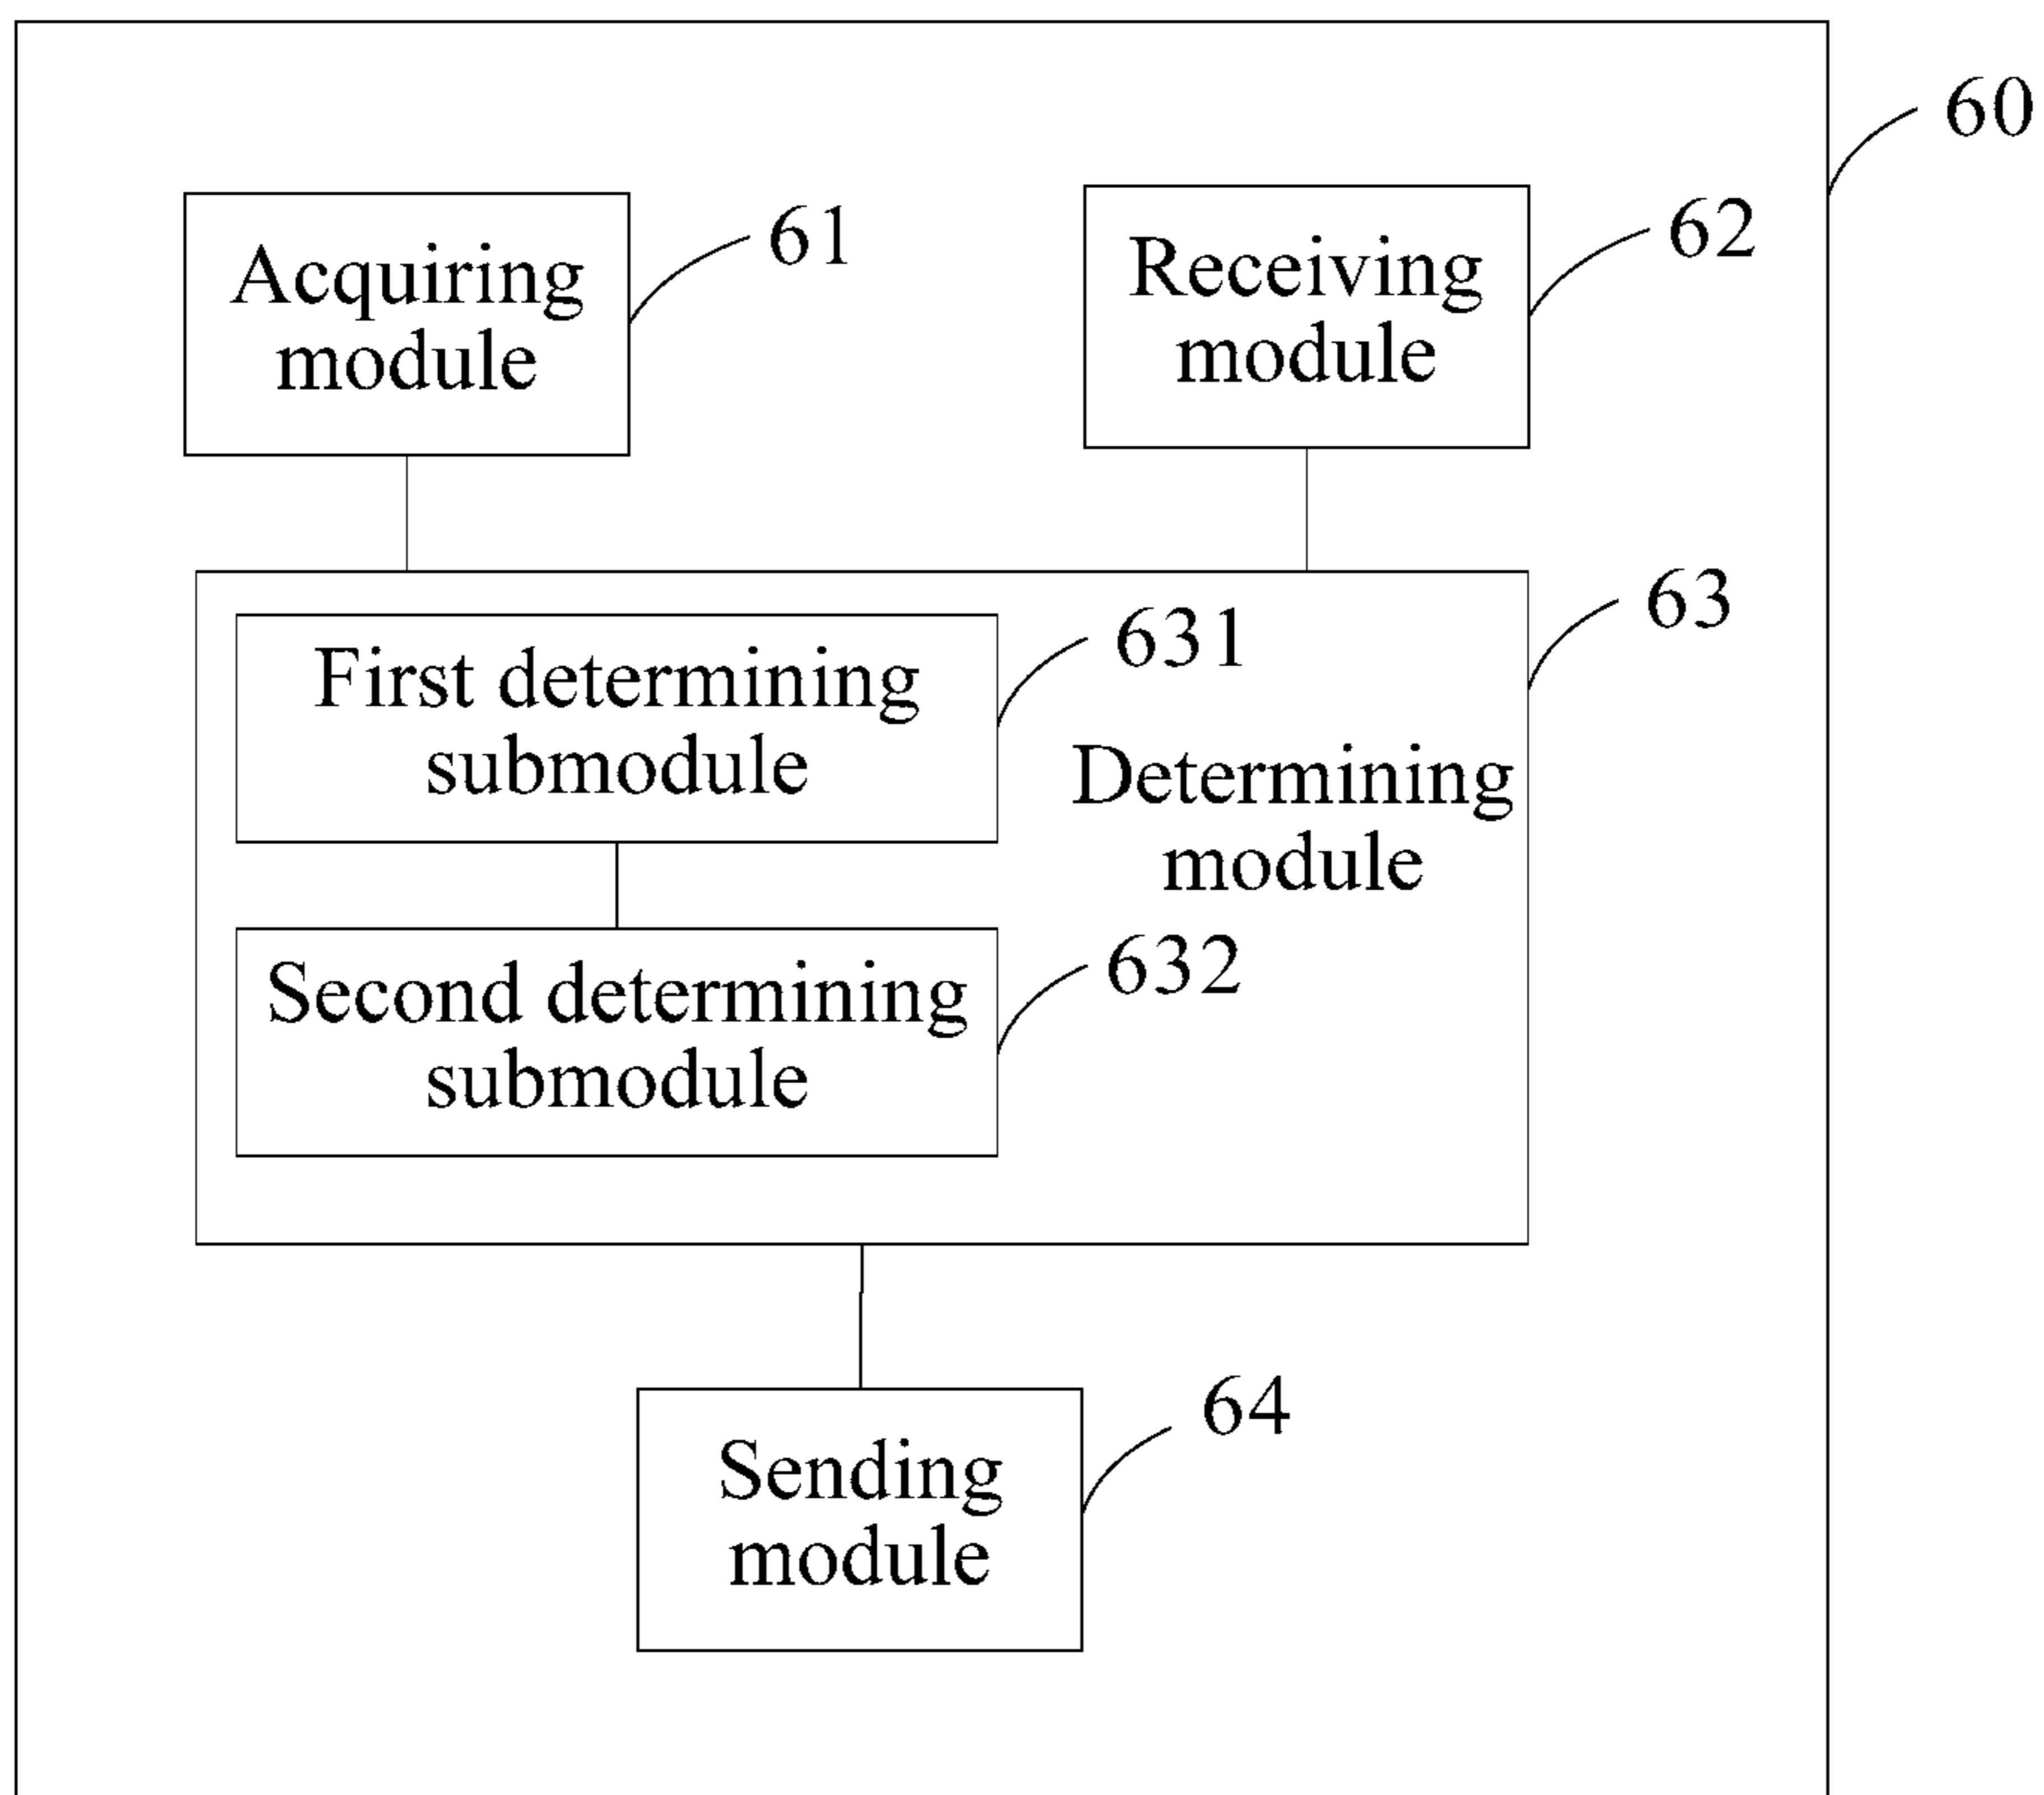 60
Acquiring
module
61
Receiving
module
62
First determining
submodule
631
Determining
module
63
Second determining
submodule
632
Sending
module
64